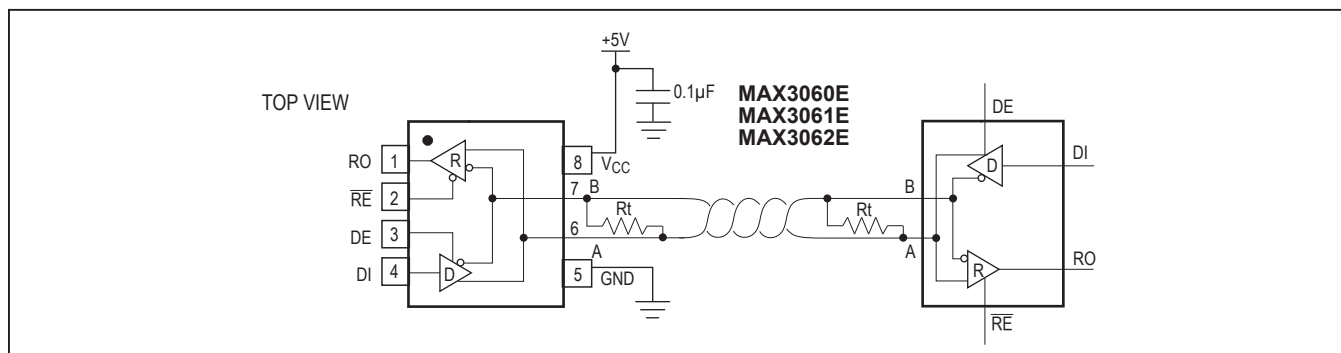 +5V
TOP VIEW
0.1µF
MAX3060E
MAX3061E
MAX3062E
DE
RO 1
R
8 VCC
D
DI
RE 2
7 B
B
Rt
Rt
DE 3
6 A
A
DI 4
D
5 GND
R
RO
RE